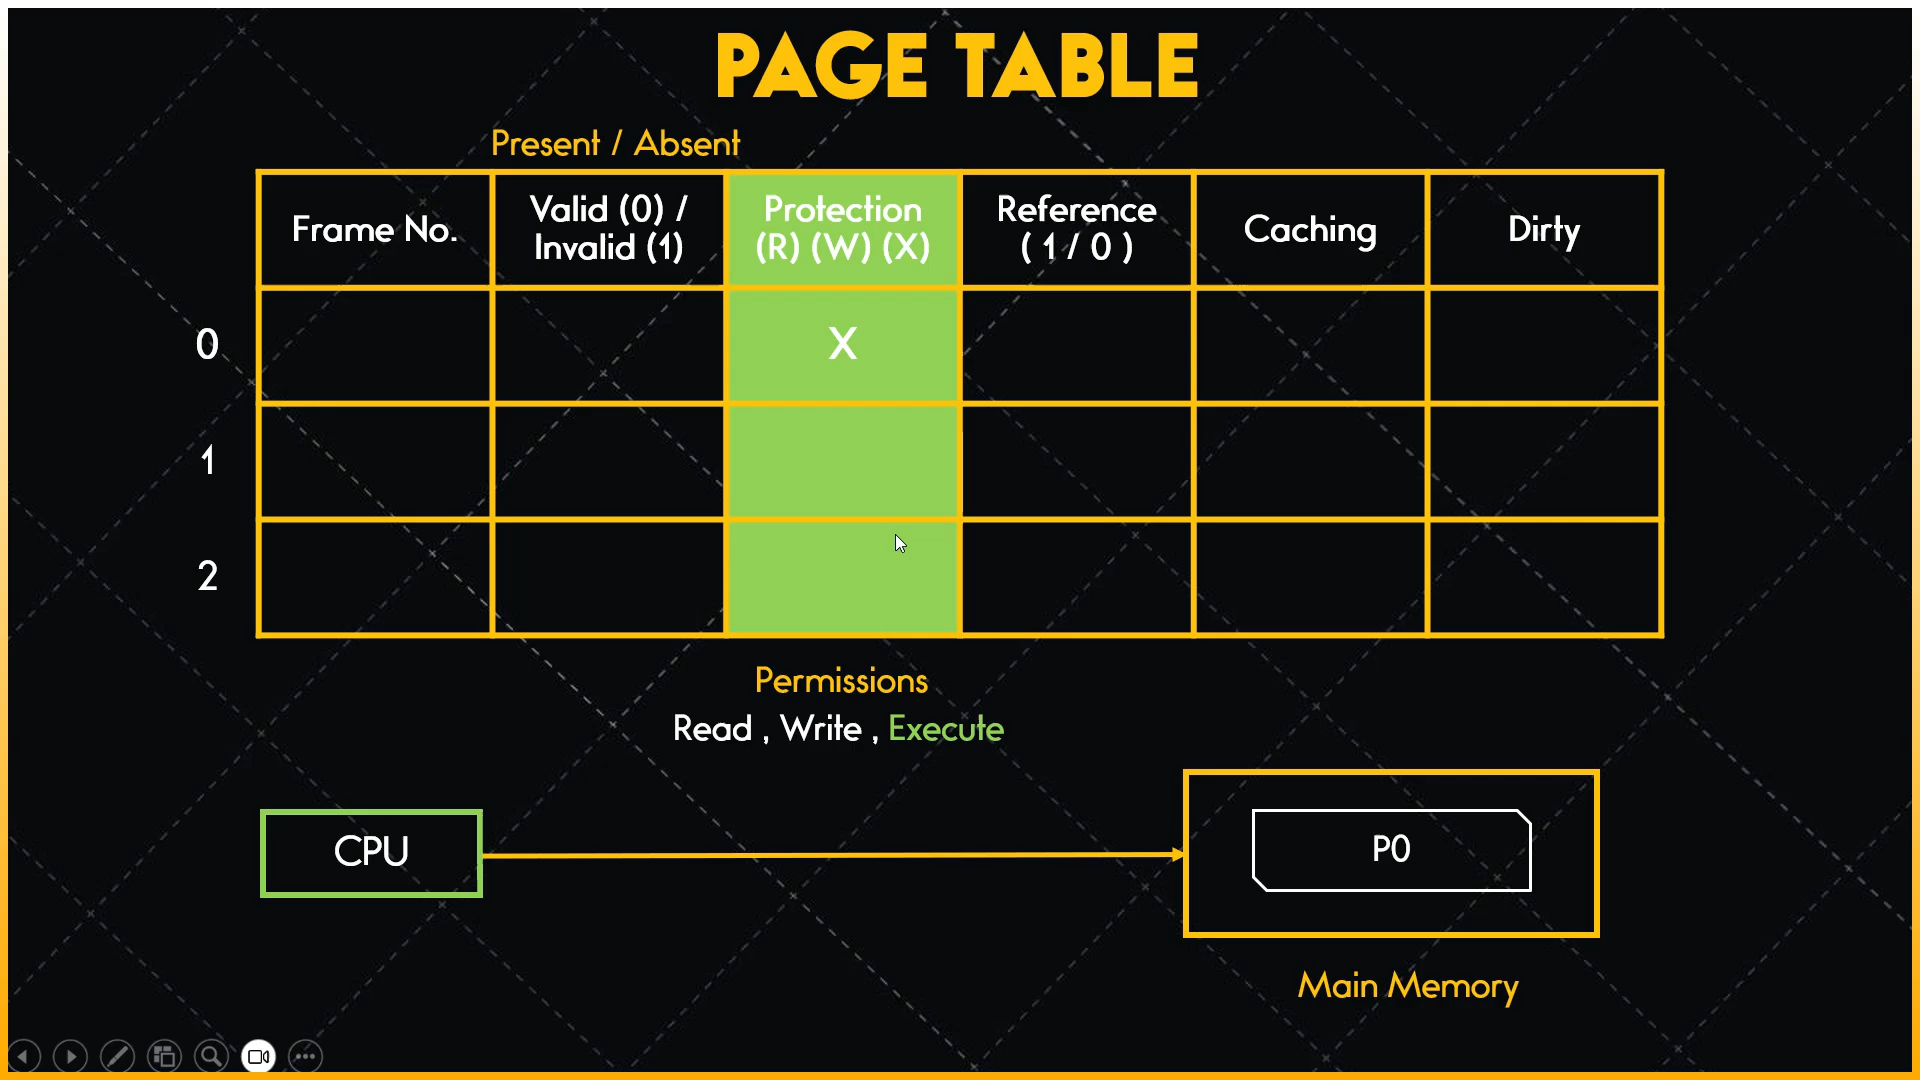 PAGE TABLE
Present / Absent
Frame No.
Valid (0) /
Invalid (1)
Protection
(R) (W) (X)
Reference
( 1 / 0 )
Caching
Dirty
0
X
1
2
Permissions
Read , Write , Execute
CPU
P0
Main Memory